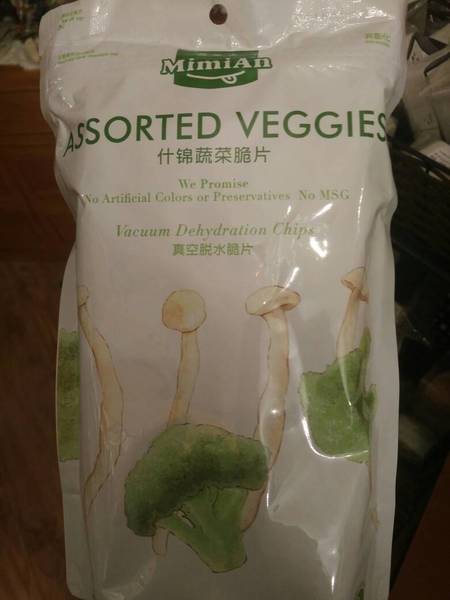 MimiAn
ASSORTED VEGGIES
什锦蔬菜脆片
We Promise
No Artificial Colors or Preservatives No MSG
Vacuum Dehydration Chips
真空脱水脆片